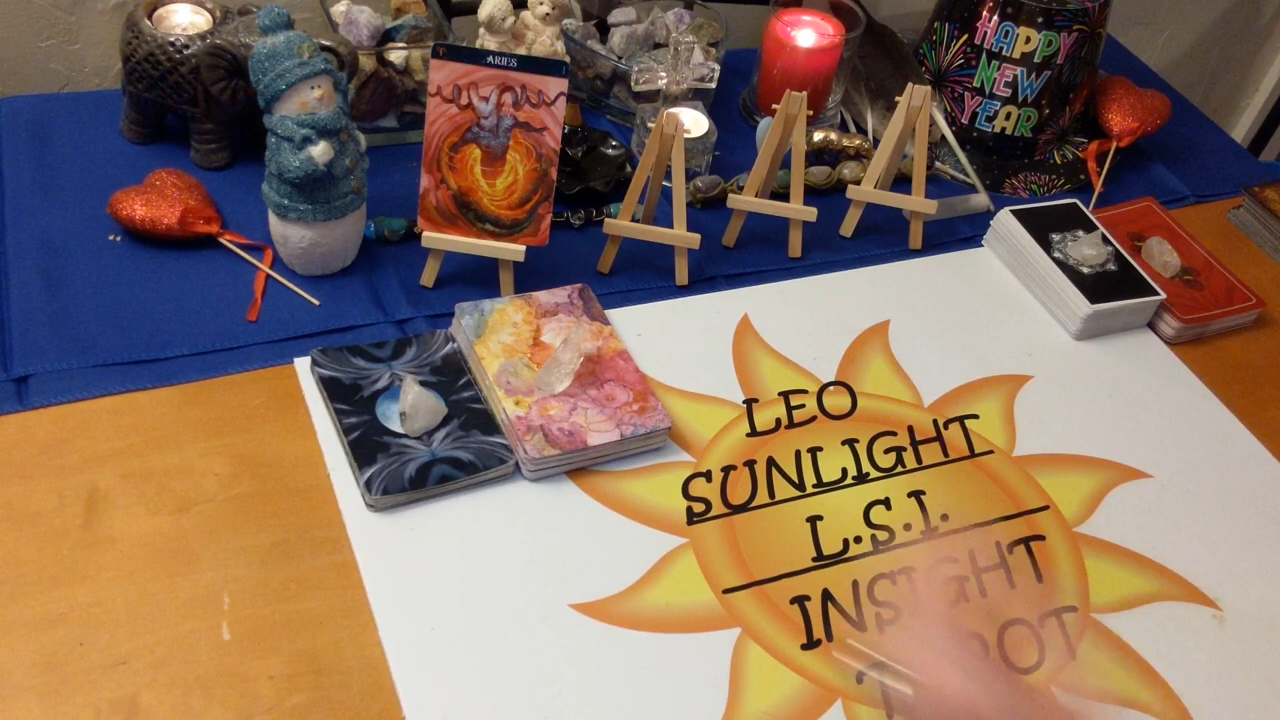 ARIES
HAPPY
NEW
YEAR
LEO
SUNLIGHT
L.S.I.
INSIGHT